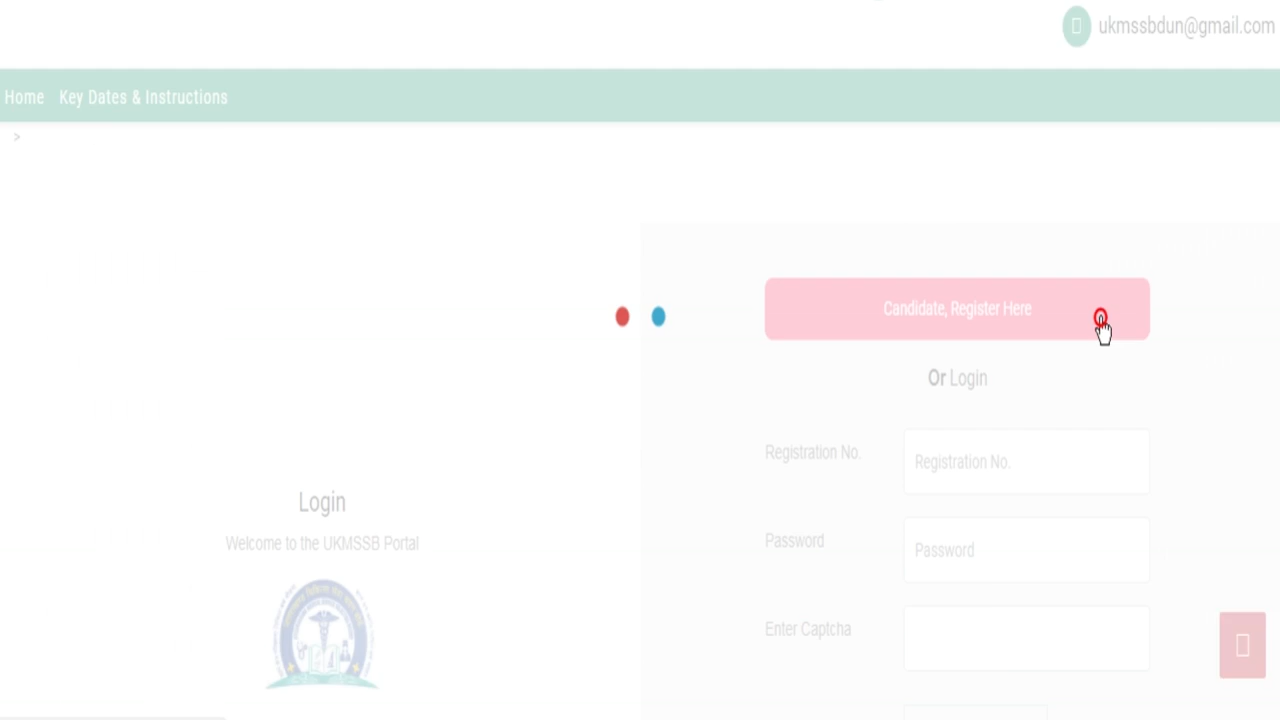 ukmssbdun@gmail.com
Home Key Dates & Instructions
>
Candidate, Register Here
Or Login
Registration No. Registration No.
Login
Welcome to the UKMSSB Portal
Password Password
Enter Captcha